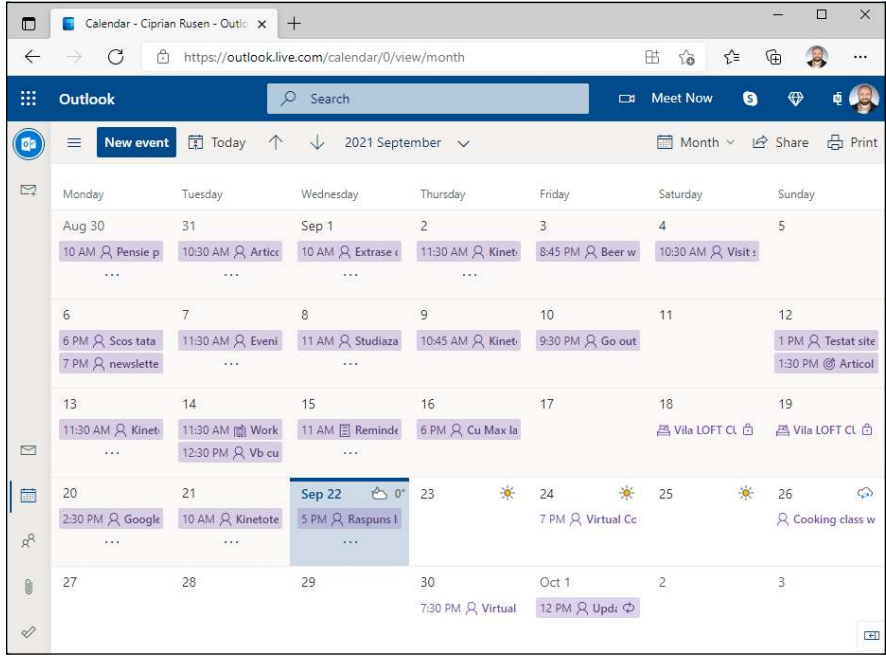 Calendar - Ciprian Rusen - Outlo
https://outlook.live.com/calendar/0/view/month
Outlook Search Meet Now
New event Today 2021 September Month Share Print
Monday Tuesday Wednesday Thursday Friday Saturday Sunday
Aug 30 31 Sep 1 2 3 4 5
10 AM Pensie p 10:30 AM Artico 10 AM Extrase c 11:30 AM Kinet 8:45 PM Beer w 10:30 AM Visit s
... ... ... ...
6 7 8 9 10 11 12
6 PM Scos tata 11:30 AM Eveni 11 AM Studiaza 10:45 AM Kinet 9:30 PM Go out 1 PM Testat site
7 PM newslette ... ... 1:30 PM Articol
13 14 15 16 17 18 19
11:30 AM Kinet 11:30 AM Work 11 AM Reminde 6 PM Cu Max la Vila LOFT Cl Vila LOFT Cl
... 12:30 PM Vb cu ...
20 21 Sep 22 0° 23 24 25 26
2:30 PM Google 10 AM Kinetote 5 PM Raspuns l 7 PM Virtual Co Cooking class w
... ... ...
27 28 29 30 Oct 1 2 3
7:30 PM Virtual 12 PM Upda